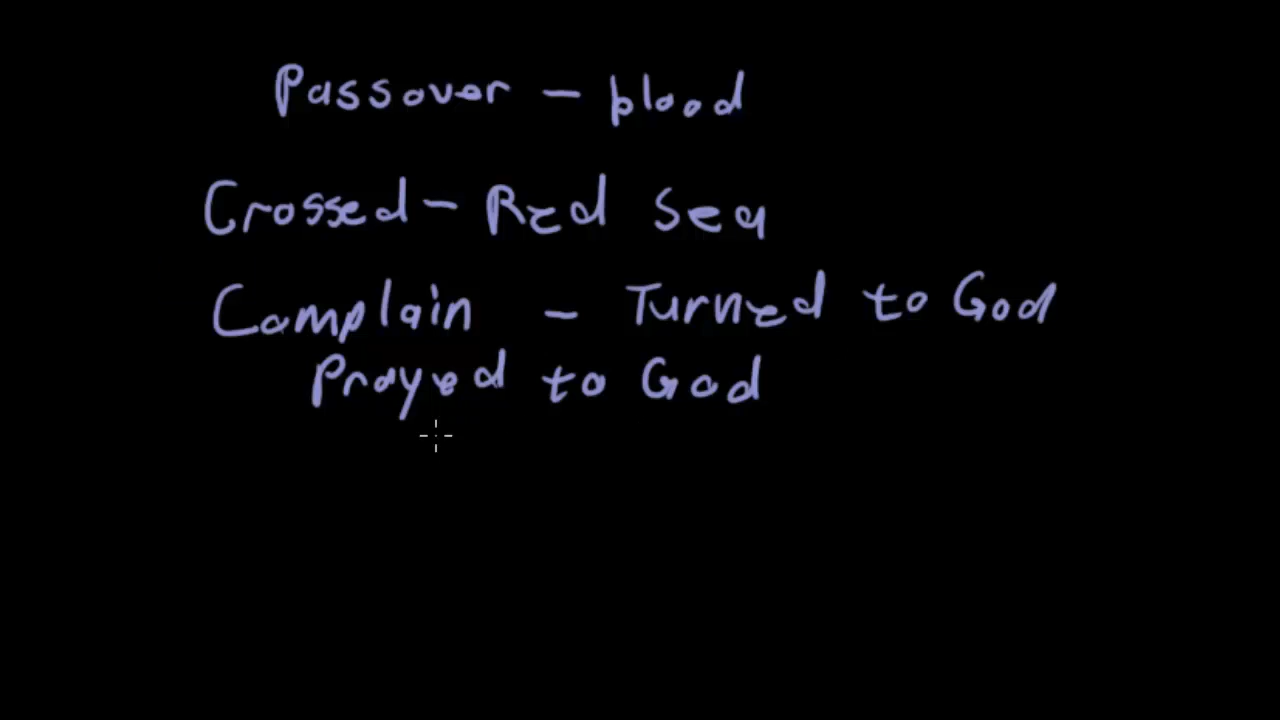 Passover - blood
Crossed - Red Sea
Complain - Turned to God
Prayed to God